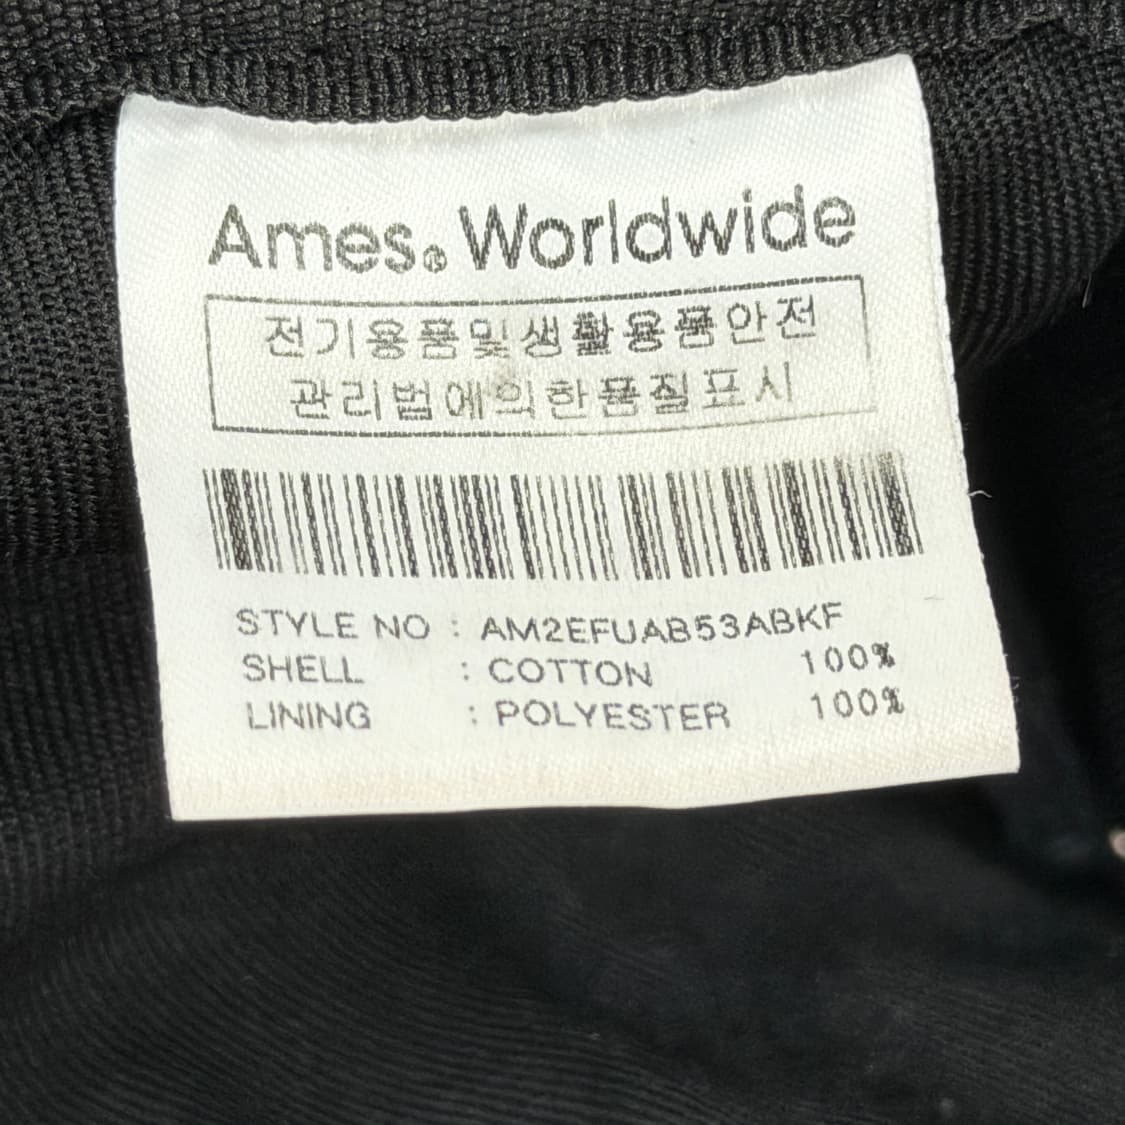 Ames® Worldwide
전기용품및생활용품안전
관리법에의한품질표시
STYLE NO : AM2EFUAB53ABKF
SHELL : COTTON 100%
LINING : POLYESTER 100%